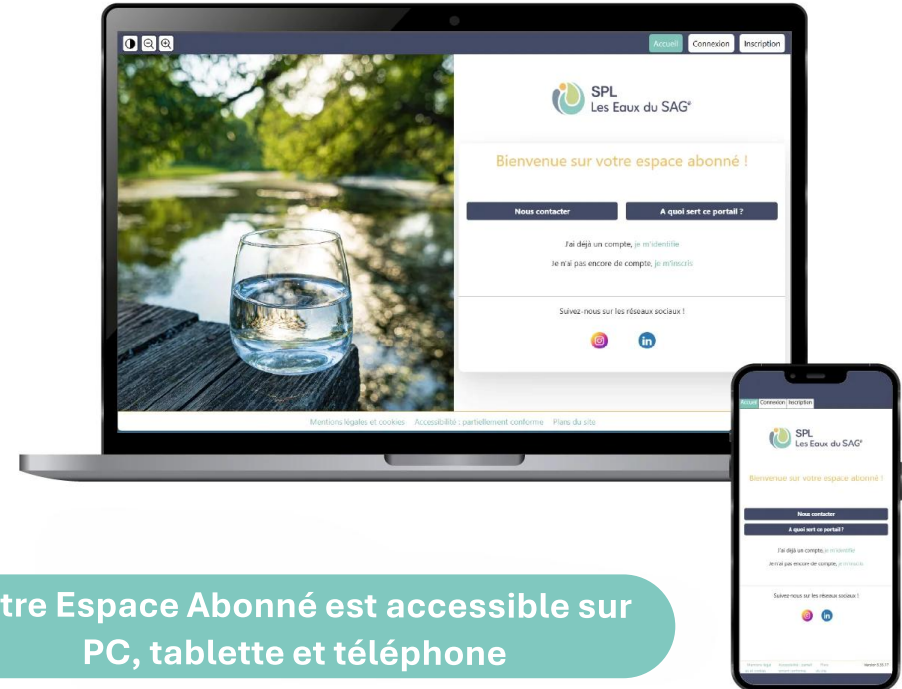 Accueil Connexion Inscription
SPL
Les Eaux du SAG
Bienvenue sur votre espace abonné !
Nous contacter A quoi sert ce portail ?
J'ai déjà un compte, je m'identifie
Je n'ai pas encore de compte, je m'inscris
Suivez-nous sur les réseaux sociaux !
in
Mentions légales et cookies Accessibilité : partiellement conforme Plans du site
Accueil Connexion Inscription
SPL
Les Eaux du SAG
Bienvenue sur votre espace abonné !
Nous contacter
A quoi sert ce portail ?
J'ai déjà un compte, je m'identifie
Je n'ai pas encore de compte, je m'inscris
Suivez-nous sur les réseaux sociaux !
in
tre Espace Abonné est accessible sur
PC, tablette et téléphone